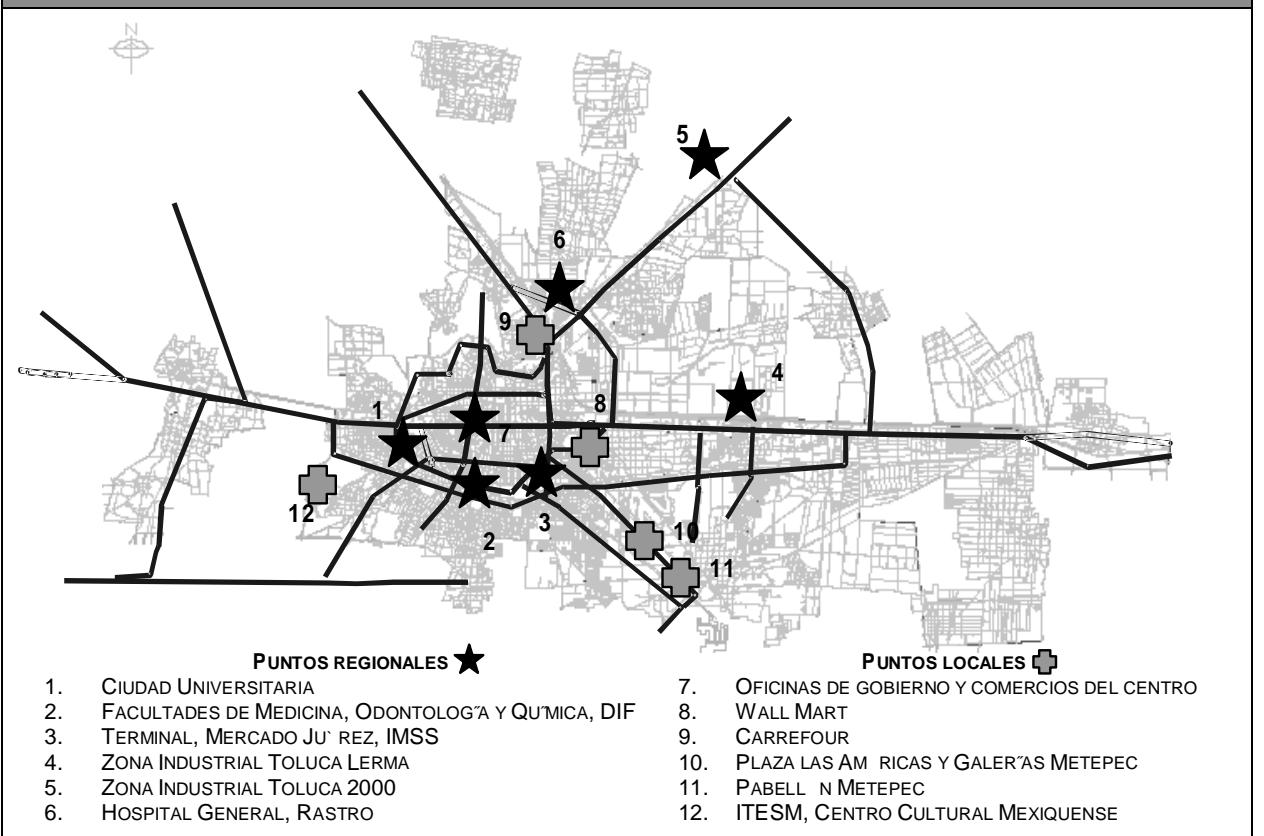 N
5
6
9
4
1
8
7
12
3
10
2
11
PUNTOS REGIONALES
1. CIUDAD UNIVERSITARIA
2. FACULTADES DE MEDICINA, ODONTOLOG˝A Y QU˝MICA, DIF
3. TERMINAL, MERCADO JU` REZ, IMSS
4. ZONA INDUSTRIAL TOLUCA LERMA
5. ZONA INDUSTRIAL TOLUCA 2000
6. HOSPITAL GENERAL, RASTRO
PUNTOS LOCALES
7. OFICINAS DE GOBIERNO Y COMERCIOS DEL CENTRO
8. WALL MART
9. CARREFOUR
10. PLAZA LAS AM RICAS Y GALER˝AS METEPEC
11. PABELL N METEPEC
12. ITESM, CENTRO CULTURAL MEXIQUENSE